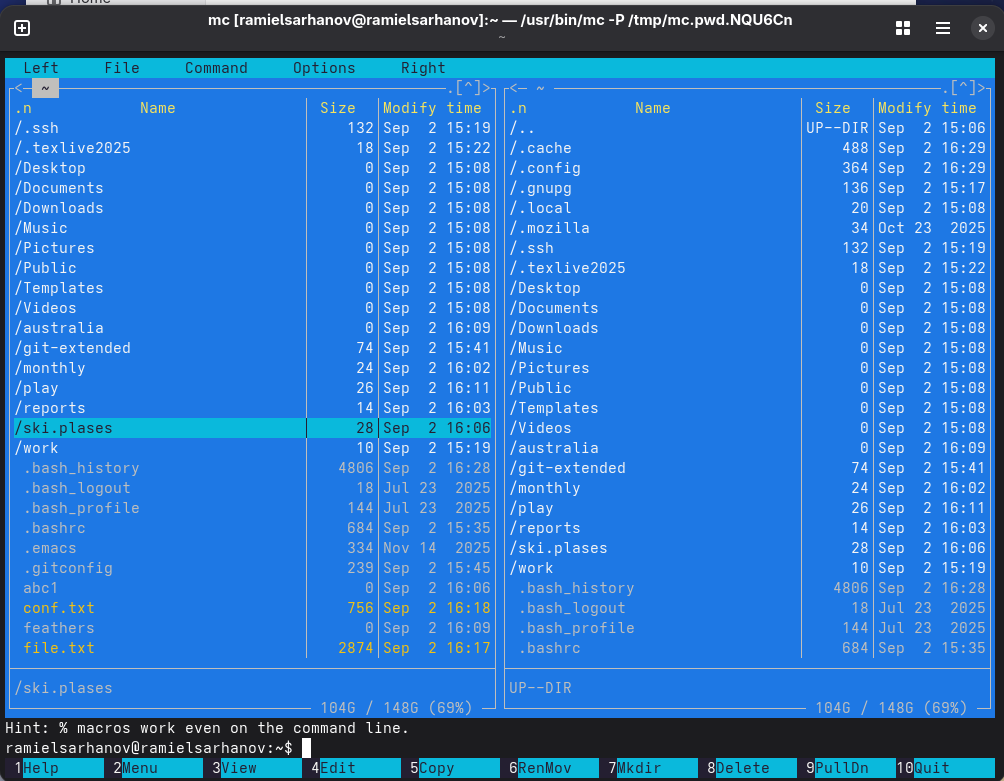 Home
mc [ramielsarhanov@ramielsarhanov]:~ — /usr/bin/mc -P /tmp/mc.pwd.NQU6Cn
~
Left File Command Options Right
<─ ~ ─.[^]>
.n Name Size Modify time
/.ssh 132 Sep 2 15:19
/.texlive2025 18 Sep 2 15:22
/Desktop 0 Sep 2 15:08
/Documents 0 Sep 2 15:08
/Downloads 0 Sep 2 15:08
/Music 0 Sep 2 15:08
/Pictures 0 Sep 2 15:08
/Public 0 Sep 2 15:08
/Templates 0 Sep 2 15:08
/Videos 0 Sep 2 15:08
/australia 0 Sep 2 16:09
/git-extended 74 Sep 2 15:41
/monthly 24 Sep 2 16:02
/play 26 Sep 2 16:11
/reports 14 Sep 2 16:03
/ski.plases 28 Sep 2 16:06
/work 10 Sep 2 15:19
.bash_history 4806 Sep 2 16:28
.bash_logout 18 Jul 23 2025
.bash_profile 144 Jul 23 2025
.bashrc 684 Sep 2 15:35
.emacs 334 Nov 14 2025
.gitconfig 239 Sep 2 15:45
abc1 0 Sep 2 16:06
conf.txt 756 Sep 2 16:18
feathers 0 Sep 2 16:09
file.txt 2874 Sep 2 16:17
/ski.plases
104G / 148G (69%)
<─ ~ ─.[^]>
.n Name Size Modify time
/.. UP--DIR Sep 2 15:06
/.cache 488 Sep 2 16:29
/.config 364 Sep 2 16:29
/.gnupg 136 Sep 2 15:17
/.local 20 Sep 2 15:08
/.mozilla 34 Oct 23 2025
/.ssh 132 Sep 2 15:19
/.texlive2025 18 Sep 2 15:22
/Desktop 0 Sep 2 15:08
/Documents 0 Sep 2 15:08
/Downloads 0 Sep 2 15:08
/Music 0 Sep 2 15:08
/Pictures 0 Sep 2 15:08
/Public 0 Sep 2 15:08
/Templates 0 Sep 2 15:08
/Videos 0 Sep 2 15:08
/australia 0 Sep 2 16:09
/git-extended 74 Sep 2 15:41
/monthly 24 Sep 2 16:02
/play 26 Sep 2 16:11
/reports 14 Sep 2 16:03
/ski.plases 28 Sep 2 16:06
/work 10 Sep 2 15:19
.bash_history 4806 Sep 2 16:28
.bash_logout 18 Jul 23 2025
.bash_profile 144 Jul 23 2025
.bashrc 684 Sep 2 15:35
UP--DIR
104G / 148G (69%)
Hint: % macros work even on the command line.
ramielsarhanov@ramielsarhanov:~$
1Help 2Menu 3View 4Edit 5Copy 6RenMov 7Mkdir 8Delete 9PullDn 10Quit